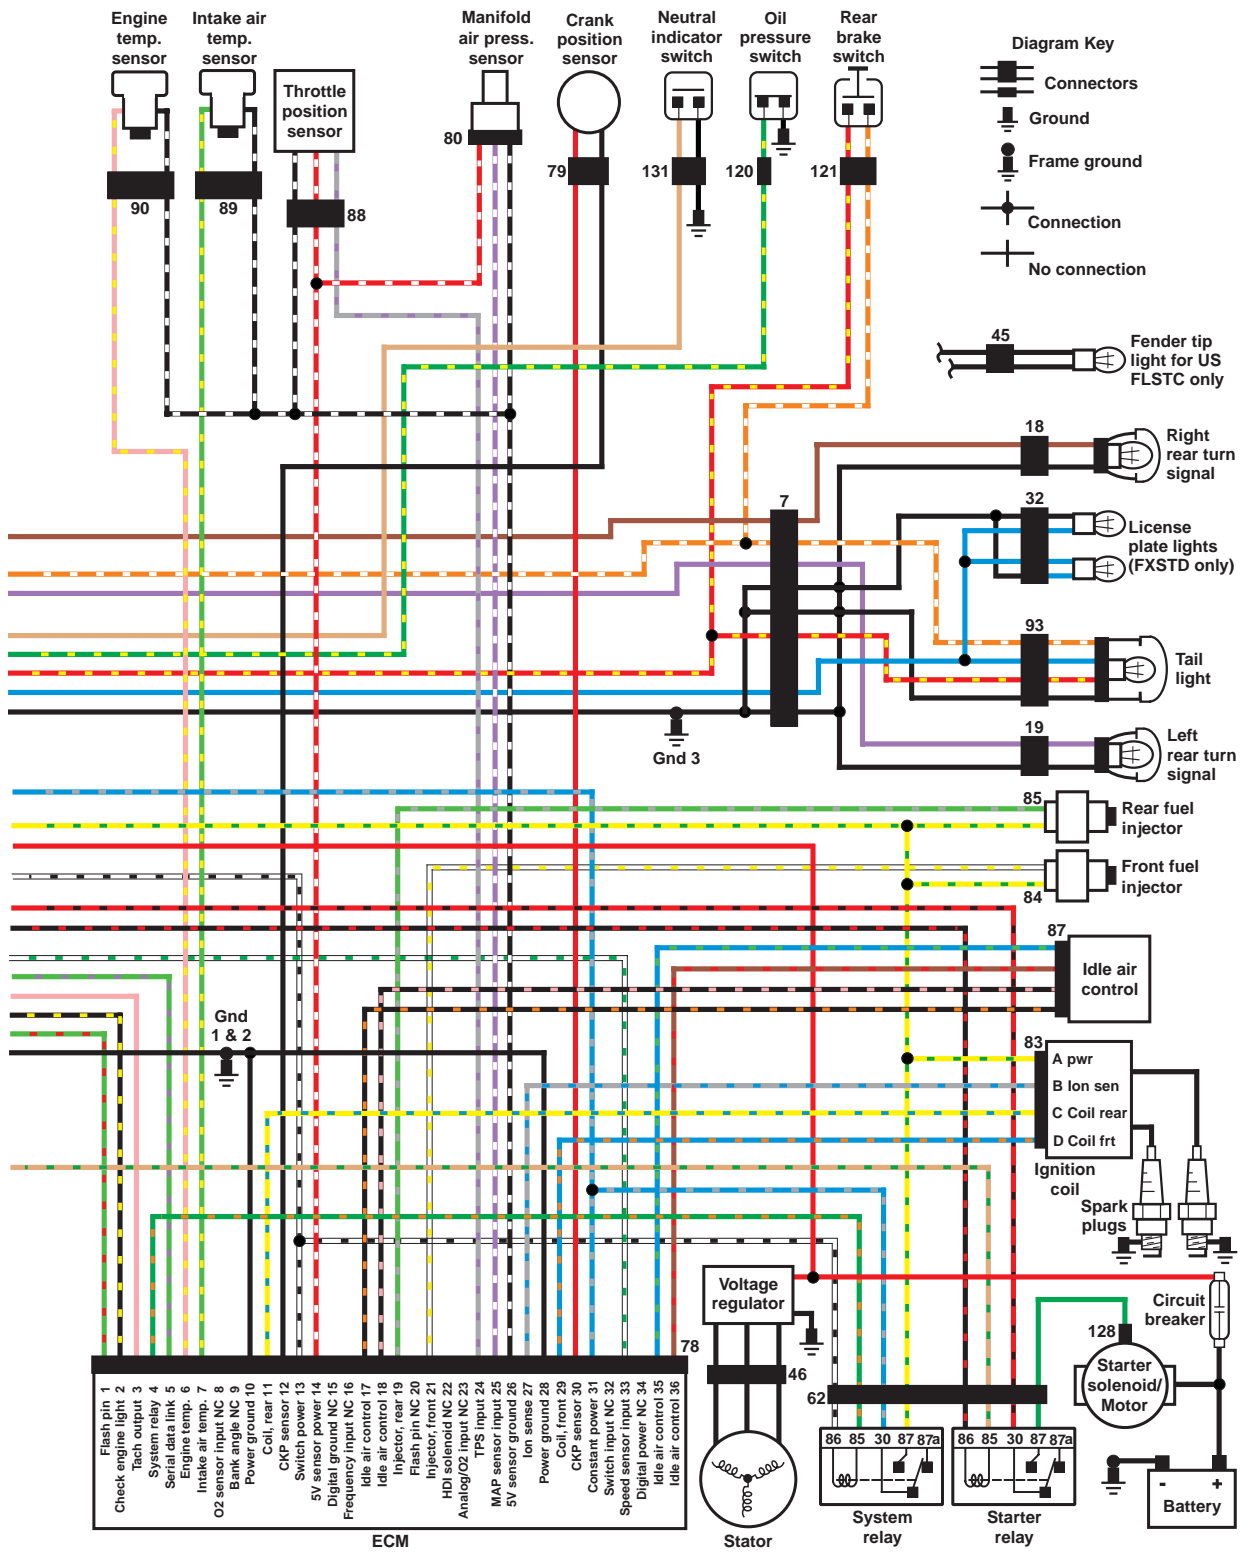 Engine
temp.
sensor
Intake air
temp.
sensor
Manifold
air press.
sensor
Crank
position
sensor
Neutral
indicator
switch
Oil
pressure
switch
Rear
brake
switch
Diagram Key
Connectors
Ground
Frame ground
Connection
No connection
Throttle
position
sensor
80
79
131
120
121
90
89
88
45
Fender tip
light for US
FLSTC only
18
Right
rear turn
signal
7
32
License
plate lights
(FXSTD only)
93
Tail
light
19
Left
rear turn
signal
Gnd 3
85
Rear fuel
injector
Front fuel
injector
84
87
Idle air
control
Gnd
1 & 2
83
A pwr
B Ion sen
C Coil rear
D Coil frt
Ignition
coil
Spark
plugs
Voltage
regulator
Circuit
breaker
128
Starter
solenoid/
Motor
78
46
62
Flash pin 1
Check engine light 2
Tach output 3
System relay 4
Serial data link 5
Engine temp. 6
Intake air temp. 7
O2 sensor input NC 8
Bank angle NC 9
Power ground 10
Coil, rear 11
CKP sensor 12
Switch power 13
5V sensor power 14
Digital ground NC 15
Frequency input NC 16
Idle air control 17
Idle air control 18
Injector, rear 19
Flash pin NC 20
Injector, front 21
HDI solenoid NC 22
Analog/O2 input NC 23
TPS input 24
MAP sensor input 25
5V sensor ground 26
Ion sense 27
Power ground 28
Coil, front 29
CKP sensor 30
Constant power 31
Switch input NC 32
Speed sensor input 33
Digital power NC 34
Idle air control 35
Idle air control 36
ECM
Stator
86 85 30 87 87a
System
relay
86 85 30 87 87a
Starter
relay
- +
Battery